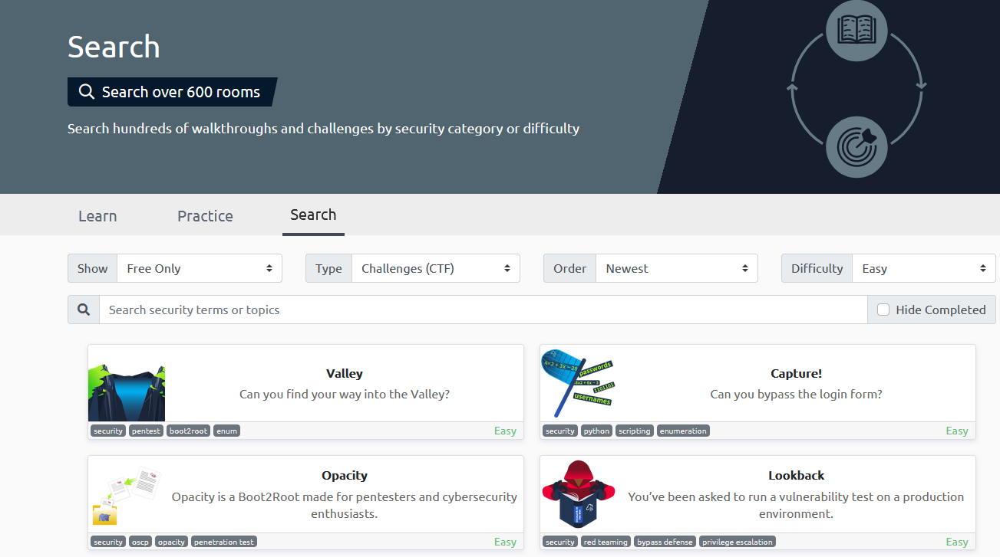 Search
Search over 600 rooms
Search hundreds of walkthroughs and challenges by security category or difficulty
Learn Practice Search
Show Free Only Type Challenges (CTF) Order Newest Difficulty Easy
Search security terms or topics Hide Completed
Valley
Can you find your way into the Valley?
security pentest boot2root enum Easy
passwords
1101101
usernames
Capture!
Can you bypass the login form?
security python scripting enumeration Easy
Opacity
Opacity is a Boot2Root made for pentesters and cybersecurity
enthusiasts.
security oscp opacity penetration test Easy
Lookback
You’ve been asked to run a vulnerability test on a production
environment.
security red teaming bypass defense privilege escalation Easy